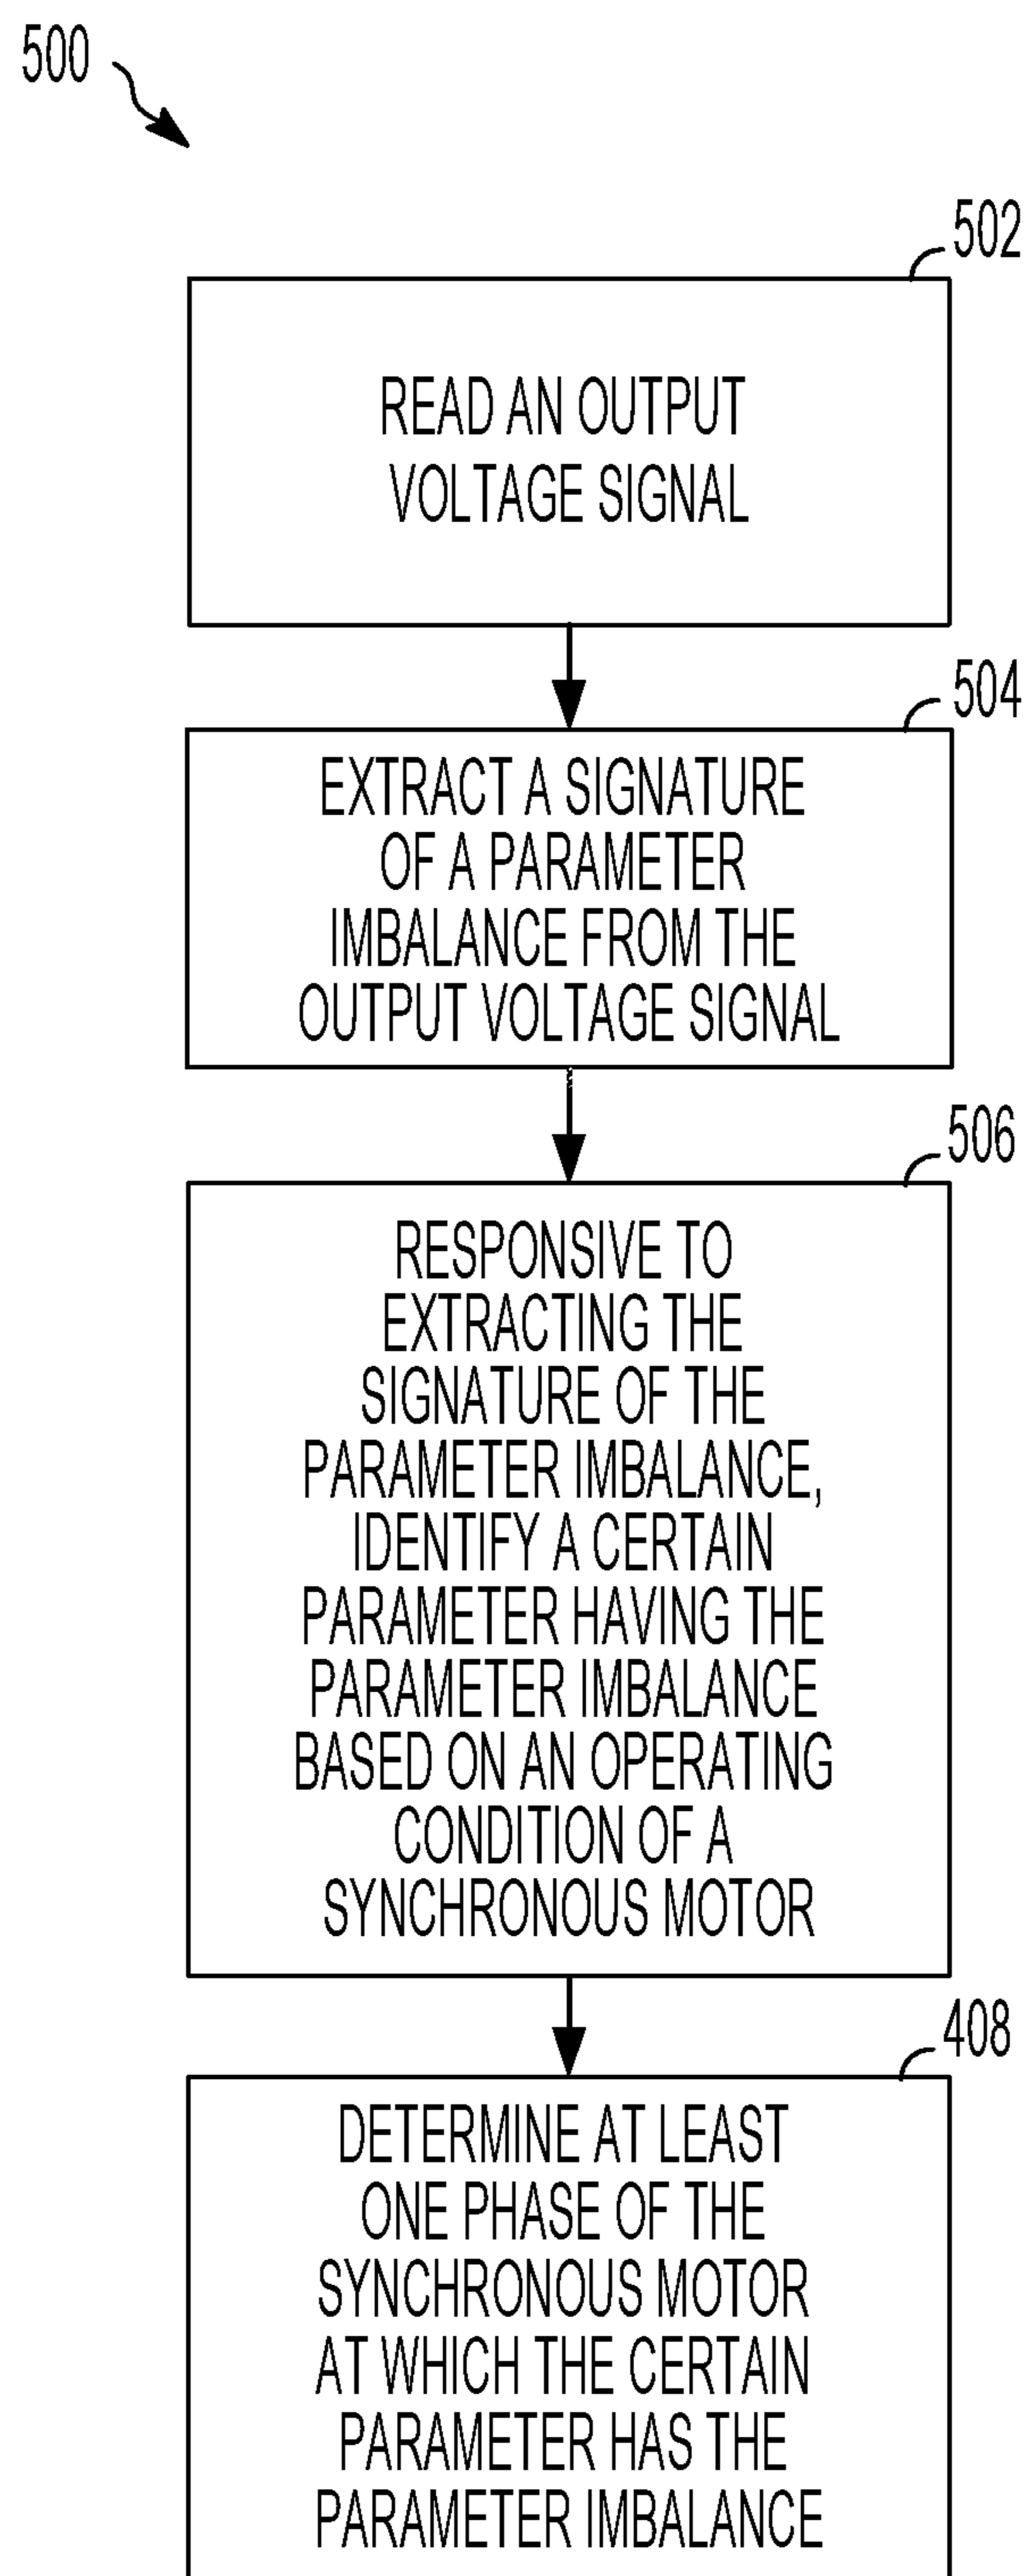 500
502
READ AN OUTPUT
VOLTAGE SIGNAL
504
EXTRACT A SIGNATURE
OF A PARAMETER
IMBALANCE FROM THE
OUTPUT VOLTAGE SIGNAL
506
RESPONSIVE TO
EXTRACTING THE
SIGNATURE OF THE
PARAMETER IMBALANCE,
IDENTIFY A CERTAIN
PARAMETER HAVING THE
PARAMETER IMBALANCE
BASED ON AN OPERATING
CONDITION OF A
SYNCHRONOUS MOTOR
408
DETERMINE AT LEAST
ONE PHASE OF THE
SYNCHRONOUS MOTOR
AT WHICH THE CERTAIN
PARAMETER HAS THE
PARAMETER IMBALANCE